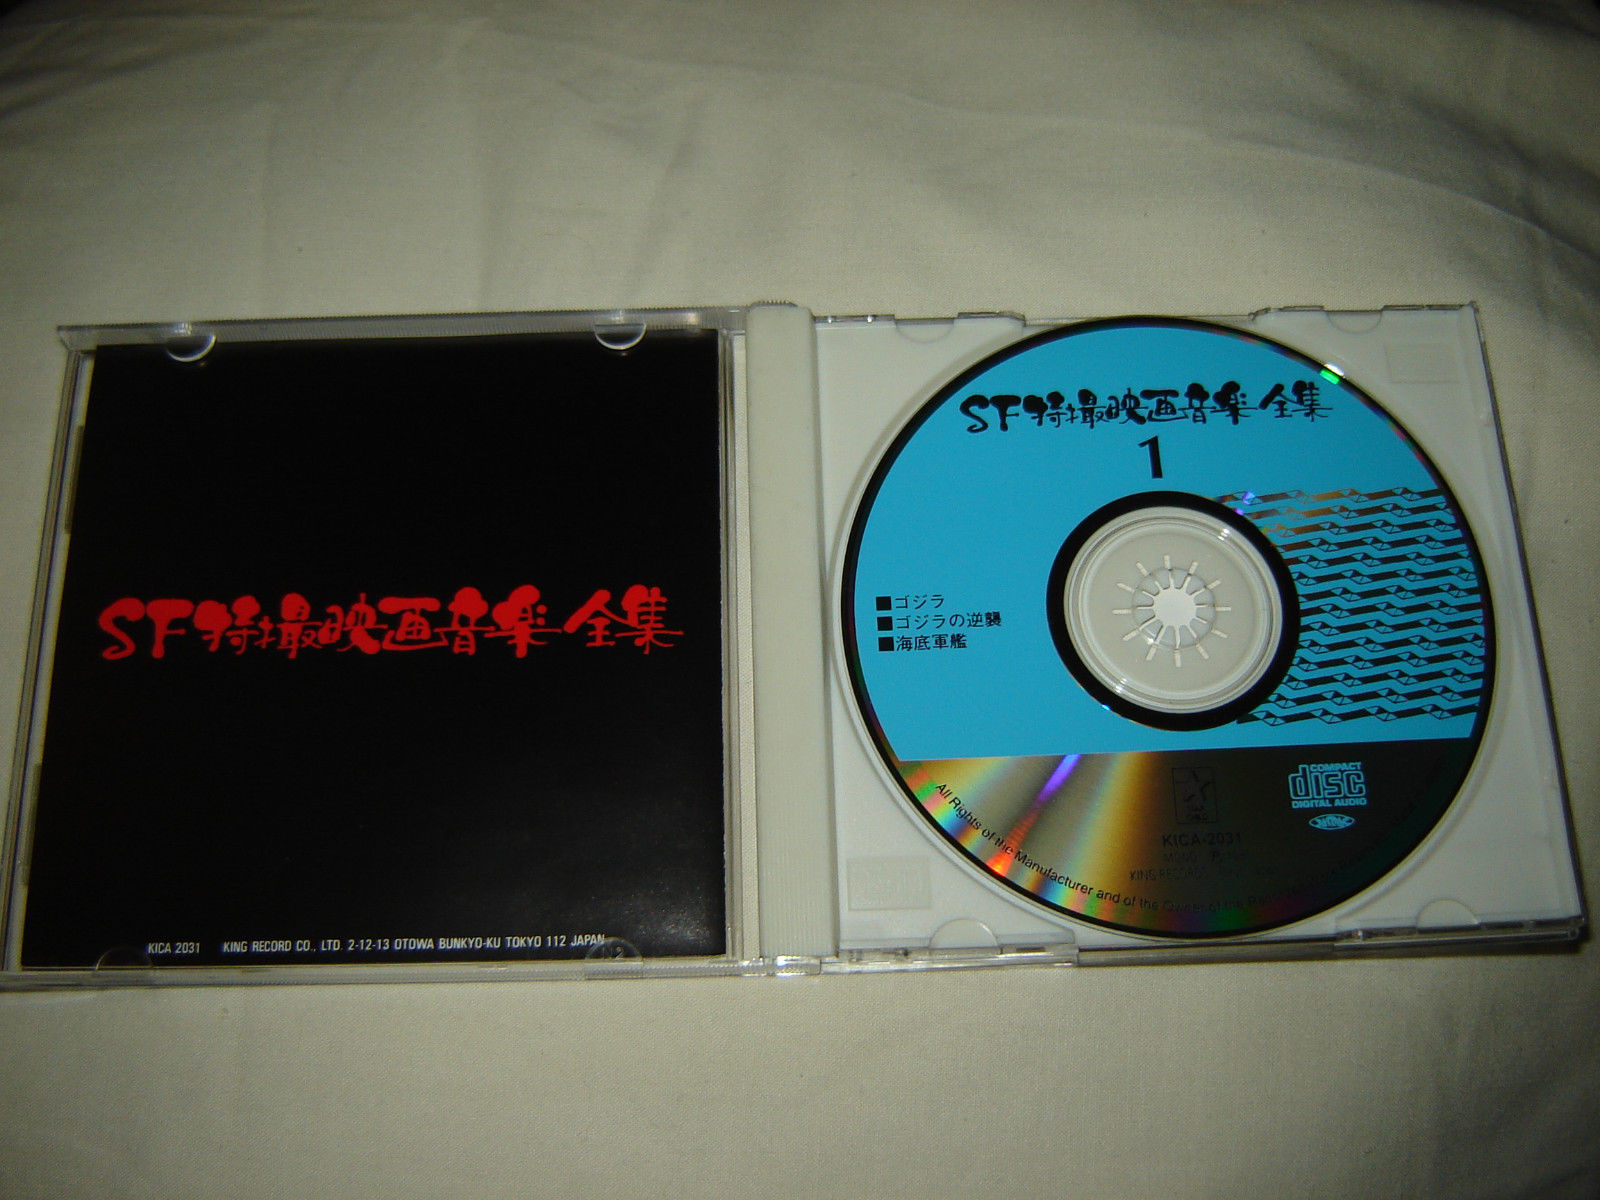 SF特撮映画音楽全集
KICA 2031 KING RECORD CO., LTD. 2-12-13 OTOWA BUNKYO-KU TOKYO 112 JAPAN
SF特撮映画音楽全集
1
■ゴジラ
■ゴジラの逆襲
■海底軍艦
COMPACT
disc
DIGITAL AUDIO
KICA-2031
MONO
KING RECORDS
All Rights of the Manufacturer and of the Owner of the